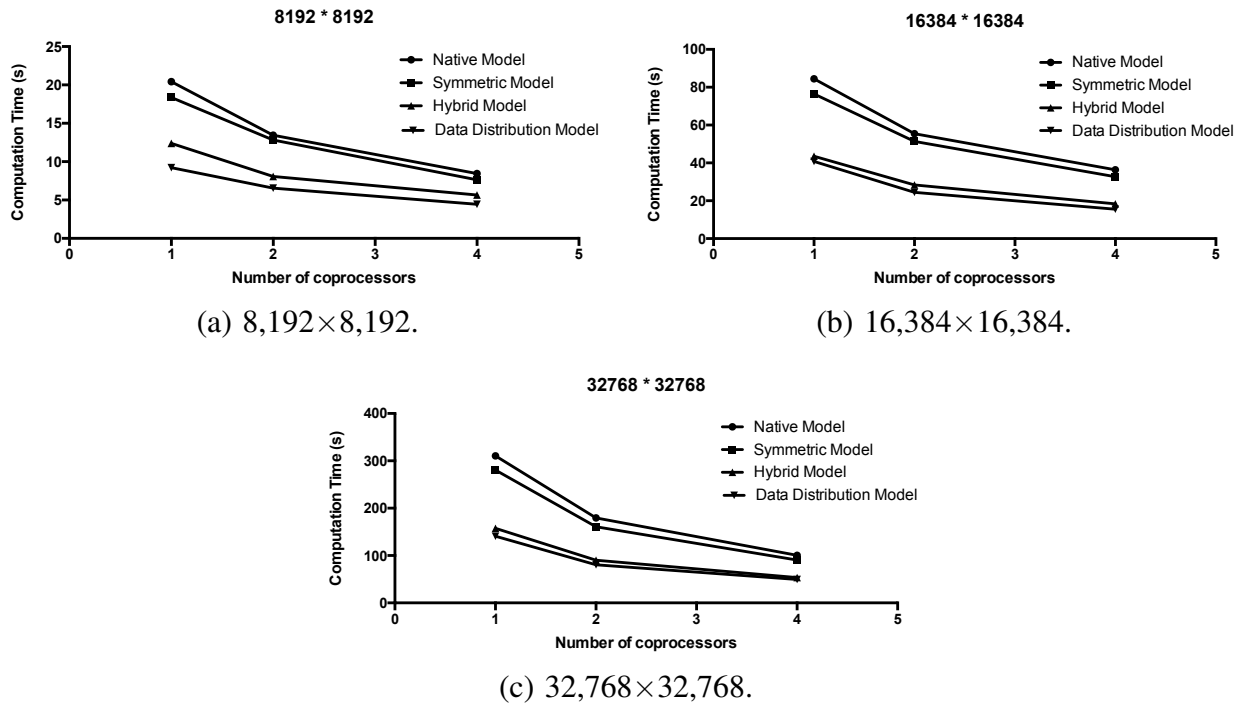 8192 * 8192
Computation Time (s)
25
20
15
10
5
0
0 1 2 3 4 5
Number of coprocessors
Native Model
Symmetric Model
Hybrid Model
Data Distribution Model
(a) 8,192×8,192.
16384 * 16384
Computation Time (s)
100
80
60
40
20
0
0 1 2 3 4 5
Number of coprocessors
Native Model
Symmetric Model
Hybrid Model
Data Distribution Model
(b) 16,384×16,384.
32768 * 32768
Computation Time (s)
400
300
200
100
0
0 1 2 3 4 5
Number of coprocessors
Native Model
Symmetric Model
Hybrid Model
Data Distribution Model
(c) 32,768×32,768.